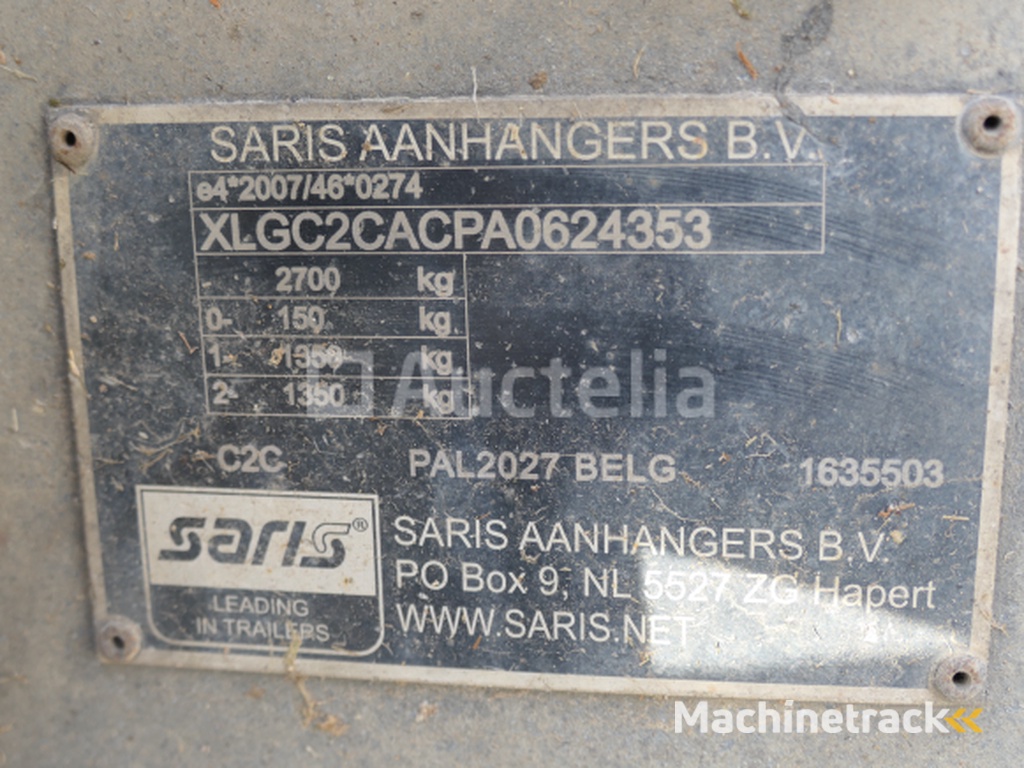 SARIS AANHANGERS B.V.
e4*2007/46*0274
XLGC2CACPA0624353
- 2700 kg
0- 150 kg
1- 1350 kg
2- 1350 kg
Auctelia
C2C PAL2027 BELG 1635503
saris®
LEADING
IN TRAILERS
SARIS AANHANGERS B.V.
PO Box 9, NL 5527 ZG Hapert
WWW.SARIS.NET
Machinetrack